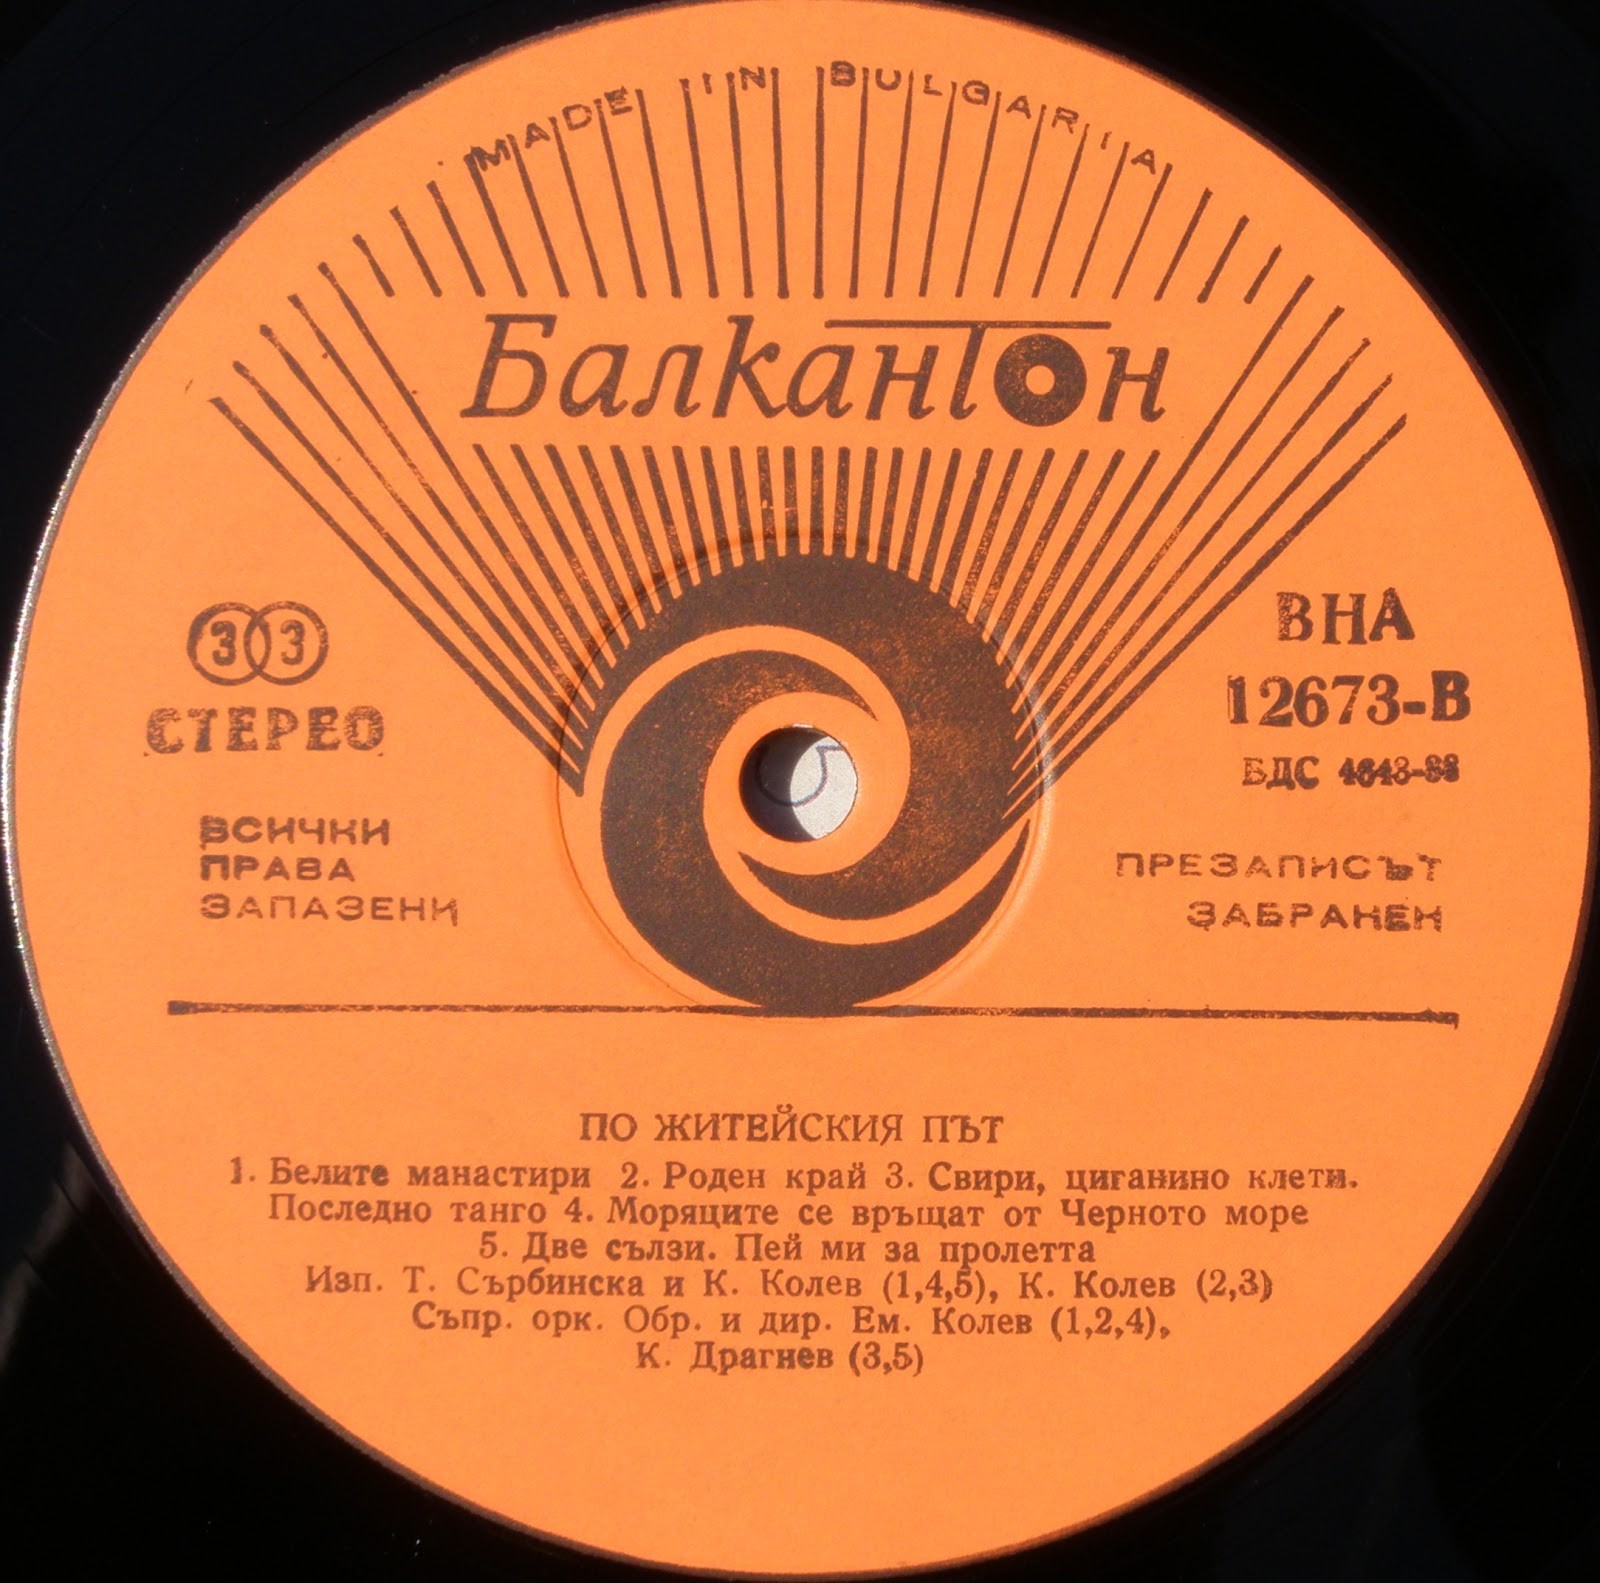 MADE IN BULGARIA
Балкантон
33
СТЕРЕО
ВСИЧКИ
ПРАВА
ЗАПАЗЕНИ
ВНА
12673-В
БДС 4643-88
ПРЕЗАПИСЪТ
ЗАБРАНЕН
ПО ЖИТЕЙСКИЯ ПЪТ
1. Белите манастири 2. Роден край 3. Свири, циганино клети.
Последно танго 4. Моряците се връщат от Черното море
5. Две сълзи. Пей ми за пролетта
Изп. Т. Сърбинска и К. Колев (1,4,5), К. Колев (2,3)
Съпр. орк. Обр. и дир. Ем. Колев (1,2,4),
К. Драгнев (3,5)